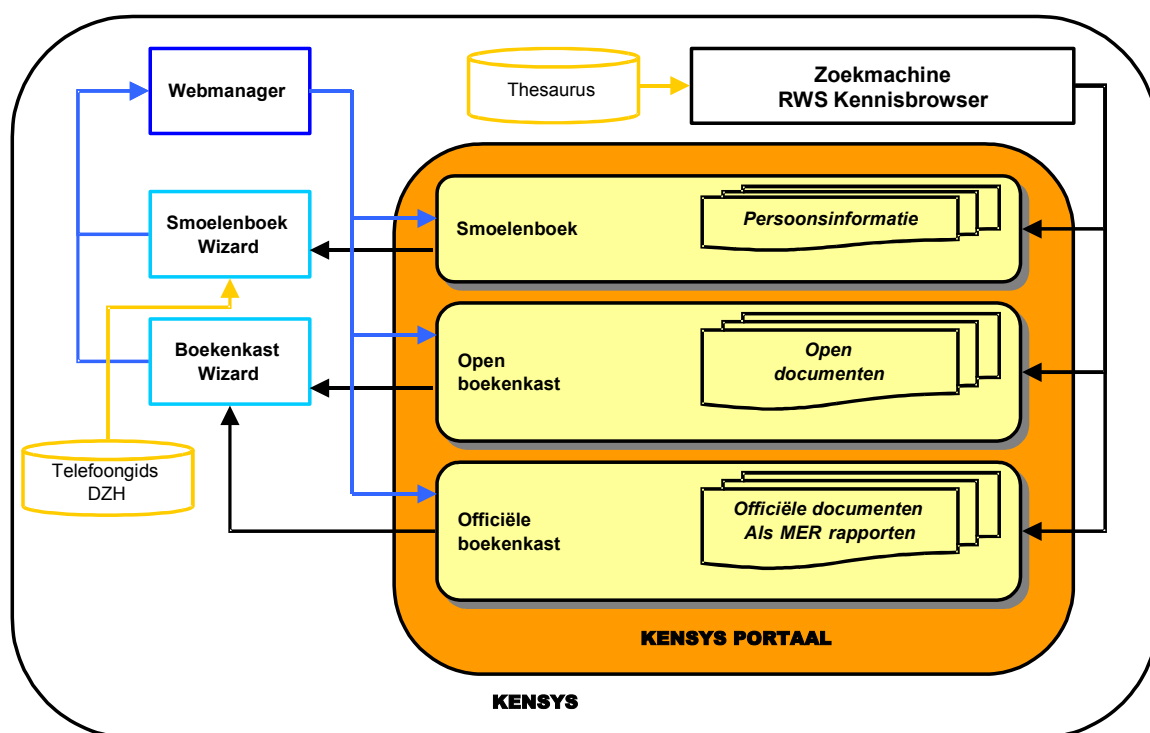 Webmanager
Thesaurus
Zoekmachine
RWS Kennisbrowser
Smoelenboek
Wizard
Smoelenboek
Persoonsinformatie
Boekenkast
Wizard
Open
boekenkast
Open
documenten
Telefoongids
DZH
Officiële
boekenkast
Officiële documenten
Als MER rapporten
KENSYS PORTAAL
KENSYS